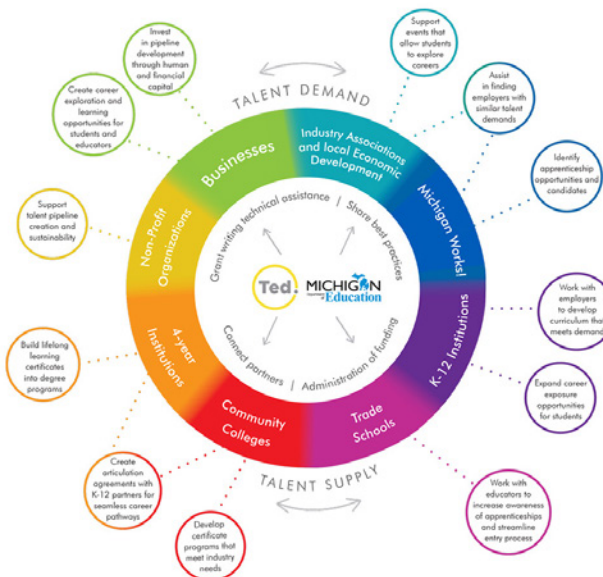 Invest
in pipeline
development
through human
and financial
capital
Support
events that
allow students
to explore
careers
Create career
exploration and
learning
opportunities for
students and
educators
Assist
in finding
employers with
similar talent
demands
TALENT DEMAND
Businesses
Industry Associations
and local Economic
Development
Identify
apprenticeship
opportunities and
candidates
Michigan Works!
Support
talent pipeline
creation and
sustainability
Non-Profit
Organizations
Grant writing technical assistance | Share best practices
Ted.
MICHIGAN
Education
Connect partners | Administration of funding
K-12 Institutions
Work with
employers
to develop
curriculum that
meets demand
4-year
Institutions
Build lifelong
learning
certificates
into degree
programs
Expand career
exposure
opportunities
for students
Community
Colleges
Trade
Schools
TALENT SUPPLY
Create
articulation
agreements with
K-12 partners for
seamless career
pathways
Work with
educators to
increase awareness
of apprenticeships
and streamline
entry process
Develop
certificate
programs that
meet industry
needs